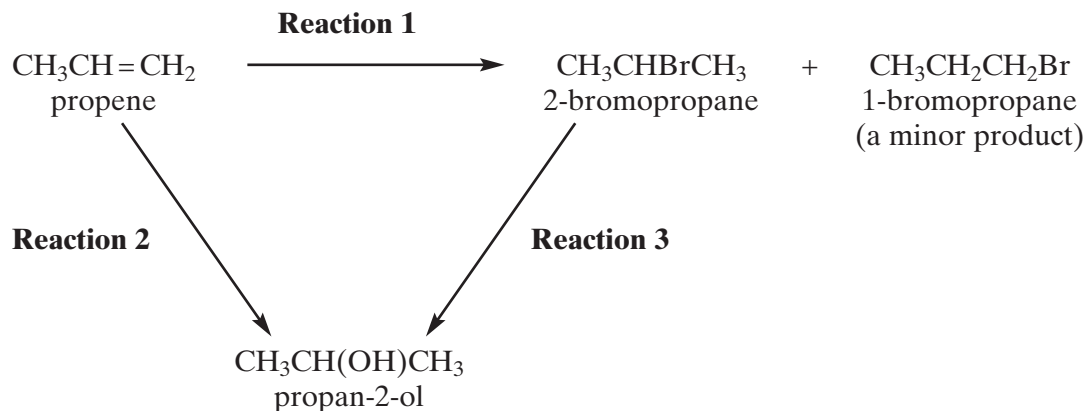 Reaction 1
CH₃CH=CH₂ CH₃CHBrCH₃ + CH₃CH₂CH₂Br
propene 2-bromopropane 1-bromopropane
(a minor product)
Reaction 2 Reaction 3
CH₃CH(OH)CH₃
propan-2-ol